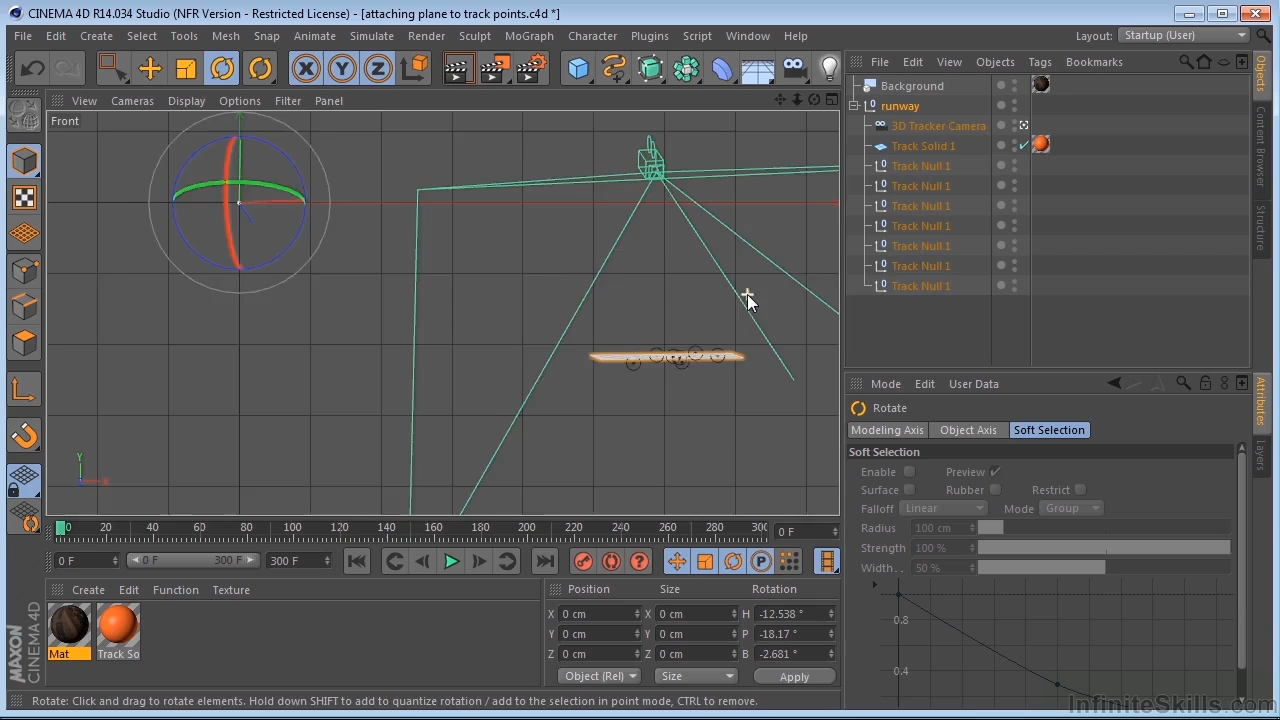 CINEMA 4D R14.034 Studio (NFR Version - Restricted License) - [attaching plane to track points.c4d *]
File Edit Create Select Tools Mesh Snap Animate Simulate Render Sculpt MoGraph Character Plugins Script Window Help
Layout: Startup (User)
X Y Z
File Edit View Objects Tags Bookmarks
View Cameras Display Options Filter Panel
Front
Background
runway
3D Tracker Camera
Track Solid 1
Track Null 1
Track Null 1
Track Null 1
Track Null 1
Track Null 1
Track Null 1
Track Null 1
Objects
Content Browser
Structure
Y
X
Mode Edit User Data
Rotate
Modeling Axis Object Axis Soft Selection
Soft Selection
Enable Preview
Surface Rubber Restrict
Falloff Linear Mode Group
Radius 100 cm
Strength 100 %
Width . . 50 %
0.8
0.4
Attributes
Layers
0 20 40 60 80 100 120 140 160 180 200 220 240 260 280 300 0 F
0 F 0 F 300 F 300 F
P
Create Edit Function Texture
Mat Track So
Position Size Rotation
X 0 cm X 0 cm H -12.538 °
Y 0 cm Y 0 cm P -18.17 °
Z 0 cm Z 0 cm B -2.681 °
Object (Rel) Size Apply
MAXON CINEMA 4D
Rotate: Click and drag to rotate elements. Hold down SHIFT to add to quantize rotation / add to the selection in point mode, CTRL to remove.
InfiniteSkills.com